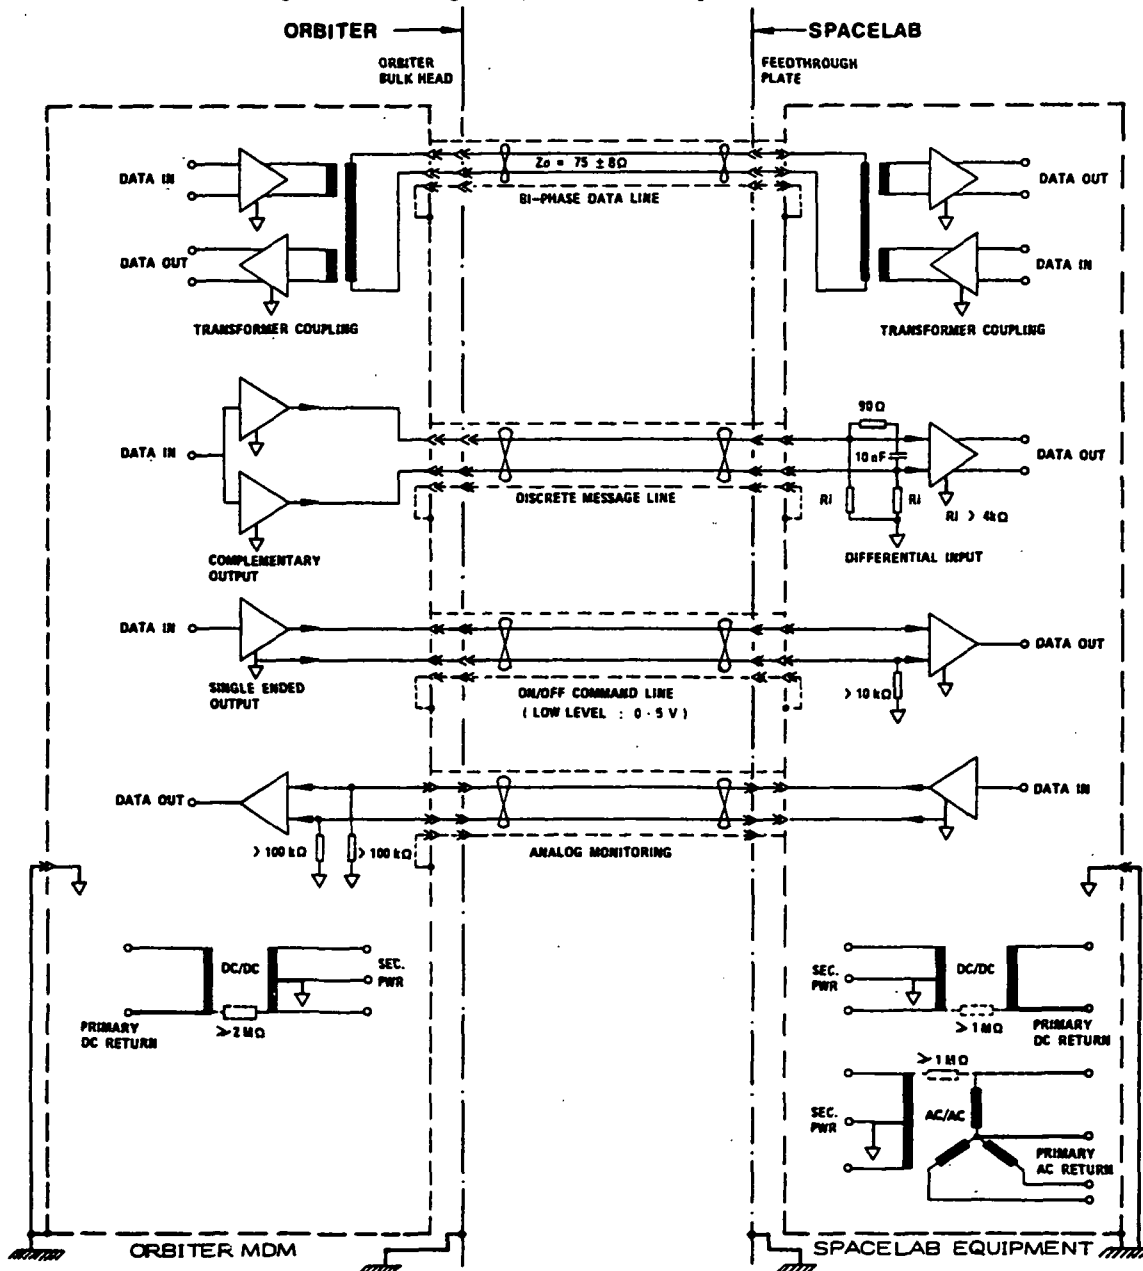 ORBITER
SPACELAB
ORBITER
BULK HEAD
FEEDTHROUGH
PLATE
DATA IN
DATA OUT
TRANSFORMER COUPLING
Zo = 75 ± 8Ω
BI-PHASE DATA LINE
DATA OUT
DATA IN
TRANSFORMER COUPLING
DATA IN
COMPLEMENTARY
OUTPUT
DISCRETE MESSAGE LINE
90 Ω
10 nF
RI
RI
RI > 4kΩ
DATA OUT
DIFFERENTIAL INPUT
DATA IN
SINGLE ENDED
OUTPUT
ON/OFF COMMAND LINE
( LOW LEVEL : 0 - 5 V )
> 10 kΩ
DATA OUT
DATA OUT
> 100 kΩ
> 100 kΩ
ANALOG MONITORING
DATA IN
DC/DC
SEC.
PWR
PRIMARY
DC RETURN
≥ 2 MΩ
SEC.
PWR
DC/DC
≥ 1 MΩ
PRIMARY
DC RETURN
≥ 1 MΩ
SEC.
PWR
AC/AC
PRIMARY
AC RETURN
ORBITER MDM
SPACELAB EQUIPMENT